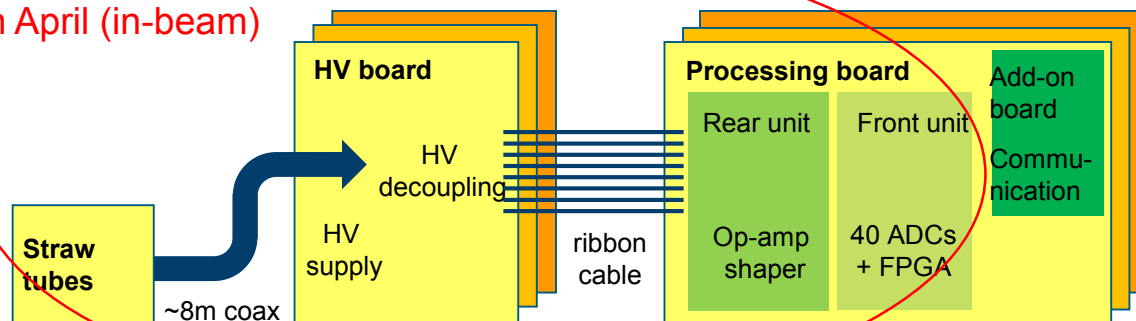 April (in-beam)
HV board
HV
decoupling
HV
supply
Straw
tubes
~8m coax
ribbon
cable
Processing board
Rear unit
Op-amp
shaper
Front unit
40 ADCs
+ FPGA
Add-on
board
Commu-
nication